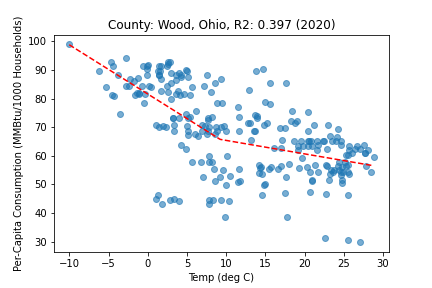 County: Wood, Ohio, R2: 0.397 (2020)
Per-Capita Consumption (MMBtu/1000 Households)
100
90
80
70
60
50
40
30
−10 −5 0 5 10 15 20 25 30
Temp (deg C)